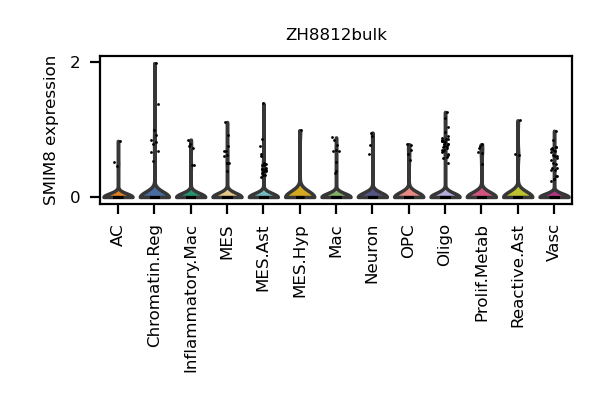 ZH8812bulk
SMIM8 expression
2
0
AC
Chromatin.Reg
Inflammatory.Mac
MES
MES.Ast
MES.Hyp
Mac
Neuron
OPC
Oligo
Prolif.Metab
Reactive.Ast
Vasc